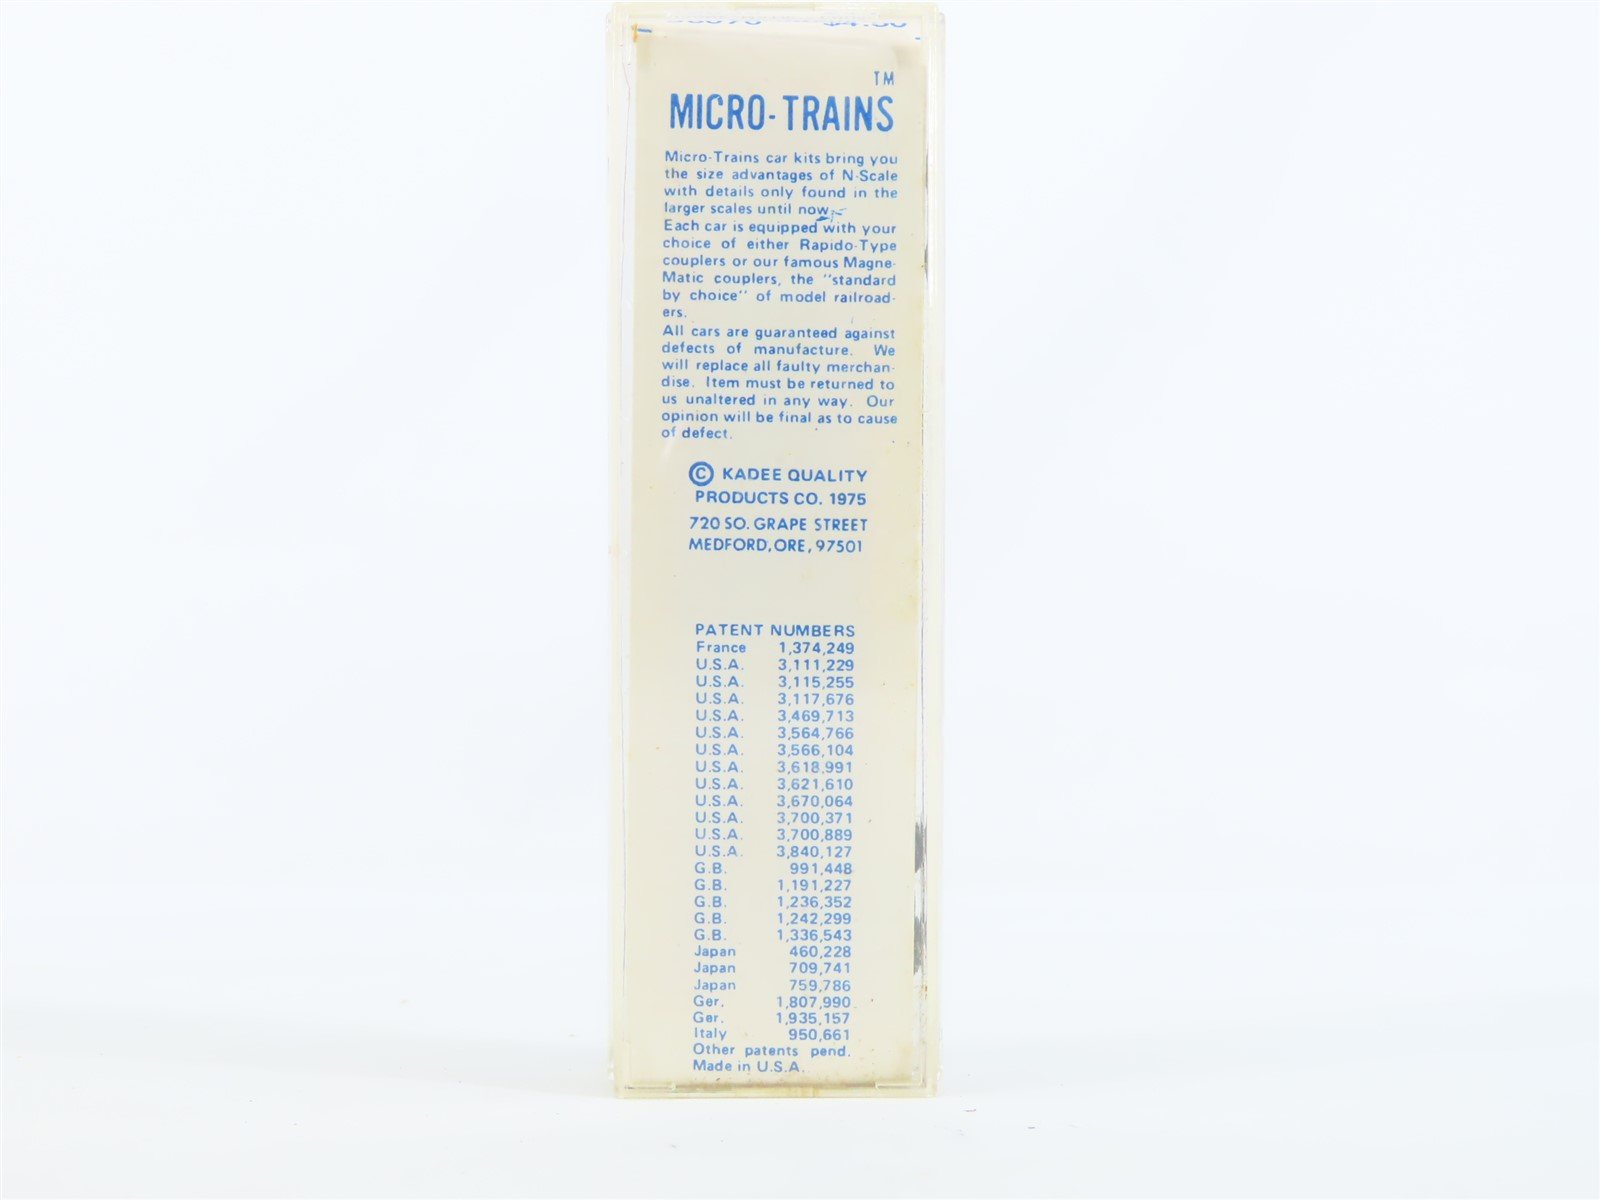 TM
MICRO-TRAINS
Micro-Trains car kits bring you
the size advantages of N-Scale
with details only found in the
larger scales until now.
Each car is equipped with your
choice of either Rapido-Type
couplers or our famous Magne-
Matic couplers, the "standard
by choice" of model railroad-
ers.
All cars are guaranteed against
defects of manufacture. We
will replace all faulty merchan-
dise. Item must be returned to
us unaltered in any way. Our
opinion will be final as to cause
of defect.
© KADEE QUALITY
PRODUCTS CO. 1975
720 SO. GRAPE STREET
MEDFORD, ORE, 97501
PATENT NUMBERS
France 1,374,249
U.S.A. 3,111,229
U.S.A. 3,115,255
U.S.A. 3,117,676
U.S.A. 3,469,713
U.S.A. 3,564,766
U.S.A. 3,566,104
U.S.A. 3,618,991
U.S.A. 3,621,610
U.S.A. 3,670,064
U.S.A. 3,700,371
U.S.A. 3,700,889
U.S.A. 3,840,127
G.B. 991,448
G.B. 1,191,227
G.B. 1,236,352
G.B. 1,242,299
G.B. 1,336,543
Japan 460,228
Japan 709,741
Japan 759,786
Ger. 1,807,990
Ger. 1,935,157
Italy 950,661
Other patents pend.
Made in U.S.A.